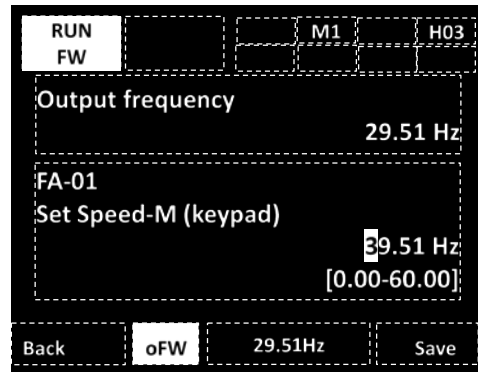 RUN M1 H03
FW
Output frequency
29.51 Hz
FA-01
Set Speed-M (keypad)
39.51 Hz
[0.00-60.00]
Back oFW 29.51Hz Save